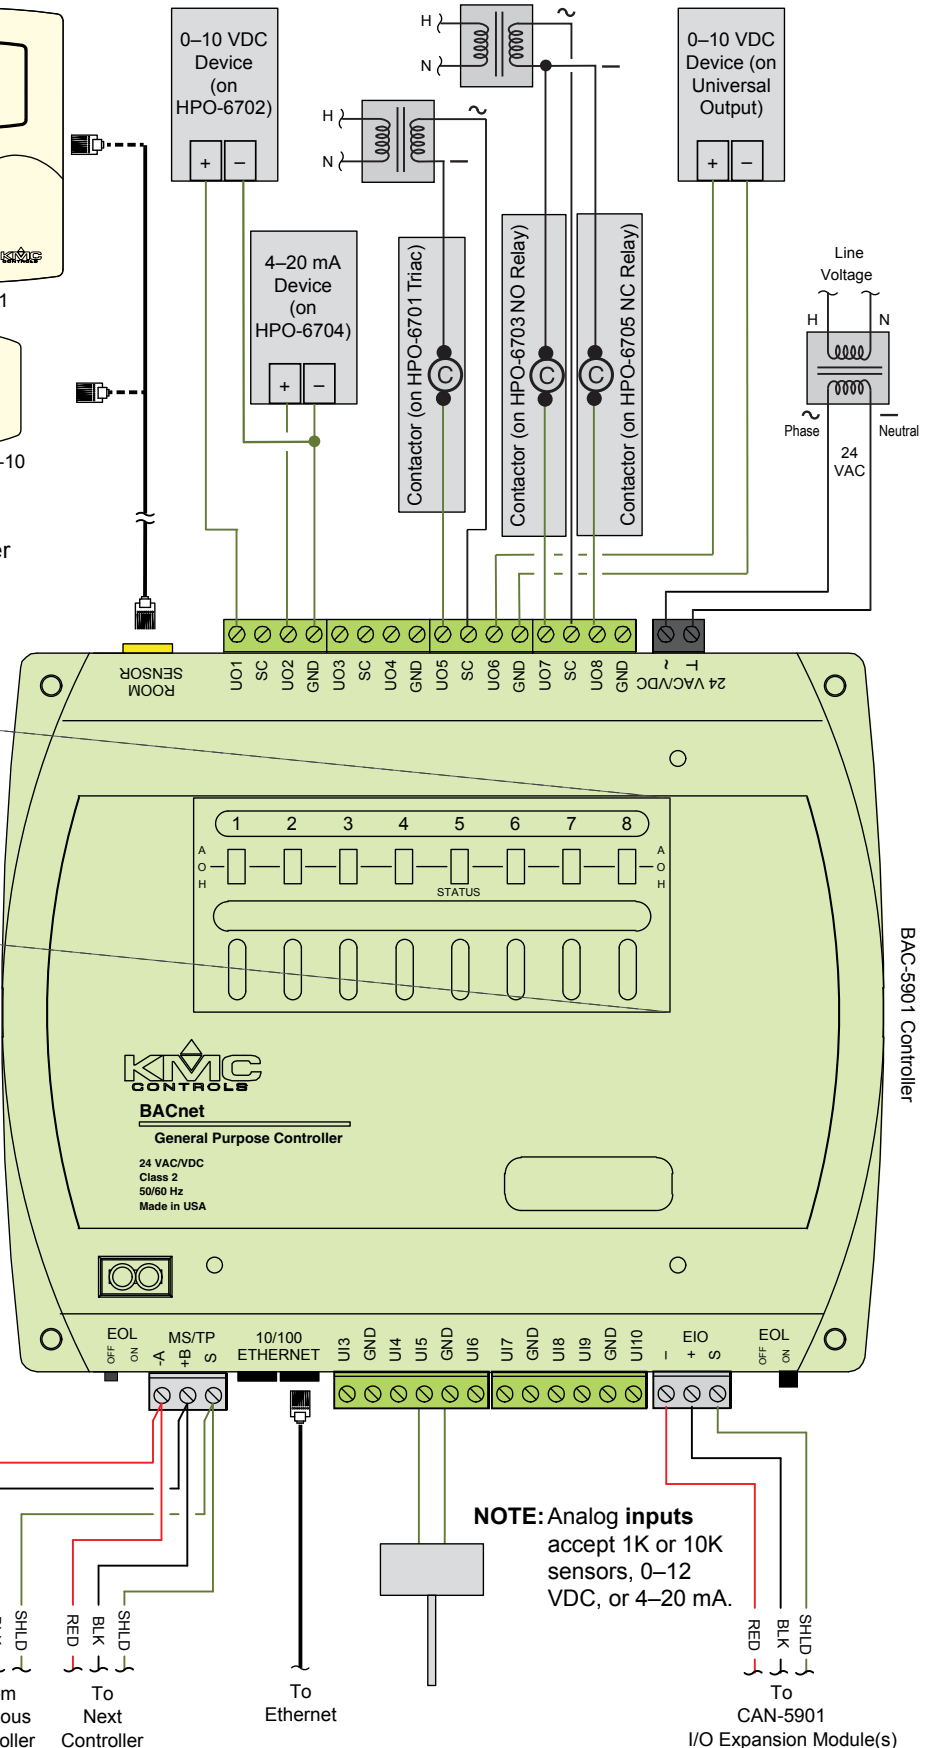 0–10 VDC
Device
(on
HPO-6702)
+ –
H
N
~
–
H
N
~
–
0–10 VDC
Device (on
Universal
Output)
+ –
4–20 mA
Device
(on
HPO-6704)
+ –
Contactor (on HPO-6701 Triac)
C
Contactor (on HPO-6703 NO Relay)
C
Contactor (on HPO-6705 NC Relay)
C
Line
Voltage
H N
~ –
Phase Neutral
24
VAC
KMC
CONTROLS
1
-10
er
ROOM
SENSOR
UO1
SC
UO2
GND
UO3
SC
UO4
GND
UO5
SC
UO6
GND
UO7
SC
UO8
GND
~ ⊥
24 VAC/VDC
1 2 3 4 5 6 7 8
A
O
H
A
O
H
STATUS
BAC-5901 Controller
KMC
CONTROLS
BACnet
General Purpose Controller
24 VAC/VDC
Class 2
50/60 Hz
Made in USA
EOL
OFF
ON
MS/TP
-A
+B
S
10/100
ETHERNET
UI3
GND
UI4
UI5
GND
UI6
UI7
GND
UI8
UI9
GND
UI10
EIO
–
+
S
EOL
OFF
ON
NOTE: Analog inputs
accept 1K or 10K
sensors, 0–12
VDC, or 4–20 mA.
SHLD
RED
BLK
SHLD
RED
BLK
SHLD
m
ous
oller
To
Next
Controller
To
Ethernet
To
CAN-5901
I/O Expansion Module(s)